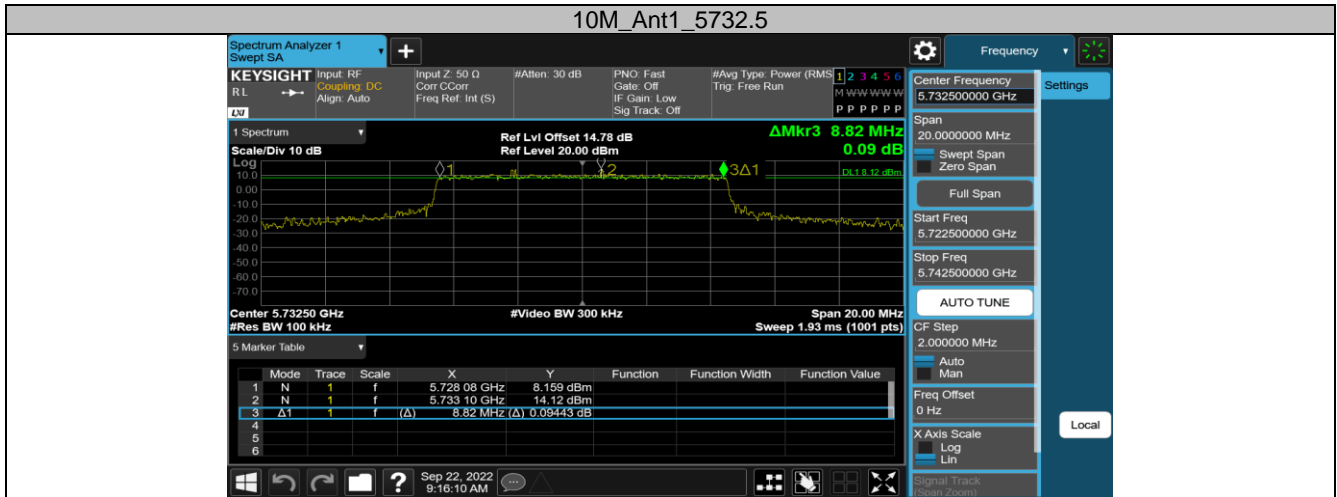 10M_Ant1_5732.5
Spectrum Analyzer 1
Swept SA
Frequency
KEYSIGHT
RL
LXI
Input: RF
Coupling: DC
Align: Auto
Input Z: 50 Ω
Corr CCorr
Freq Ref: Int (S)
#Atten: 30 dB
PNO: Fast
Gate: Off
IF Gain: Low
Sig Track: Off
#Avg Type: Power (RMS
Trig: Free Run
1 2 3 4 5 6
M W W W W W
P P P P P P
1 Spectrum
Scale/Div 10 dB
Ref Lvl Offset 14.78 dB
Ref Level 20.00 dBm
ΔMkr3 8.82 MHz
0.09 dB
Log
10.0
0.00
-10.0
-20.0
-30.0
-40.0
-50.0
-60.0
-70.0
1
2
3Δ1
DL1 8.12 dBm
Center 5.73250 GHz
#Video BW 300 kHz
Span 20.00 MHz
#Res BW 100 kHz
Sweep 1.93 ms (1001 pts)
5 Marker Table
Mode Trace Scale X Y Function Function Width Function Value
1 N 1 f 5.728 08 GHz 8.159 dBm
2 N 1 f 5.733 10 GHz 14.12 dBm
3 Δ1 1 f (Δ) 8.82 MHz (Δ) 0.09443 dB
4
5
6
?
Sep 22, 2022
9:16:10 AM
Center Frequency
5.732500000 GHz
Settings
Span
20.0000000 MHz
Swept Span
Zero Span
Full Span
Start Freq
5.722500000 GHz
Stop Freq
5.742500000 GHz
AUTO TUNE
CF Step
2.000000 MHz
Auto
Man
Freq Offset
0 Hz
X Axis Scale
Log
Lin
Local
Signal Track
(Span Zoom)